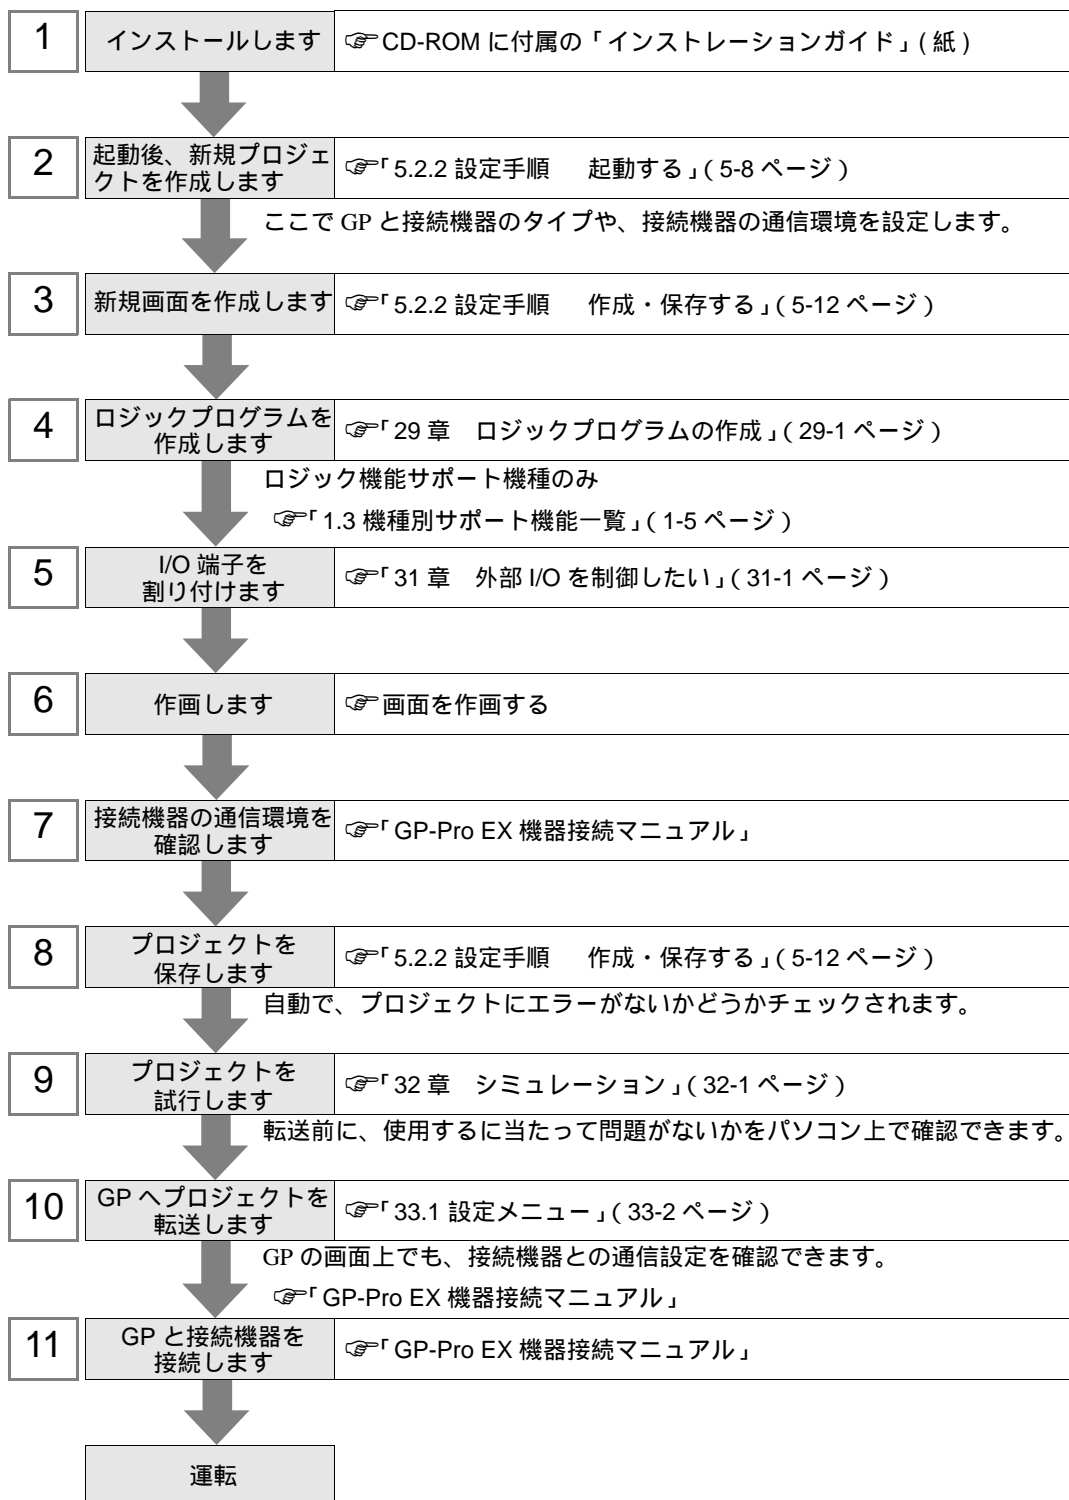 1
インストールします
☞ CD-ROM に付属の「インストレーションガイド」( 紙 )
2
起動後、新規プロジェ
クトを作成します
☞「5.2.2 設定手順　起動する」( 5-8 ページ )
ここで GP と接続機器のタイプや、接続機器の通信環境を設定します。
3
新規画面を作成します
☞「5.2.2 設定手順　作成・保存する」( 5-12 ページ )
4
ロジックプログラムを
作成します
☞「29 章　ロジックプログラムの作成」( 29-1 ページ )
ロジック機能サポート機種のみ
☞「1.3 機種別サポート機能一覧」( 1-5 ページ )
5
I/O 端子を
割り付けます
☞「31 章　外部 I/O を制御したい」( 31-1 ページ )
6
作画します
☞ 画面を作画する
7
接続機器の通信環境を
確認します
☞「GP-Pro EX 機器接続マニュアル」
8
プロジェクトを
保存します
☞「5.2.2 設定手順　作成・保存する」( 5-12 ページ )
自動で、プロジェクトにエラーがないかどうかチェックされます。
9
プロジェクトを
試行します
☞「32 章　シミュレーション」( 32-1 ページ )
転送前に、使用するに当たって問題がないかをパソコン上で確認できます。
10
GP へプロジェクトを
転送します
☞「33.1 設定メニュー」( 33-2 ページ )
GP の画面上でも、接続機器との通信設定を確認できます。
☞「GP-Pro EX 機器接続マニュアル」
11
GP と接続機器を
接続します
☞「GP-Pro EX 機器接続マニュアル」
運転